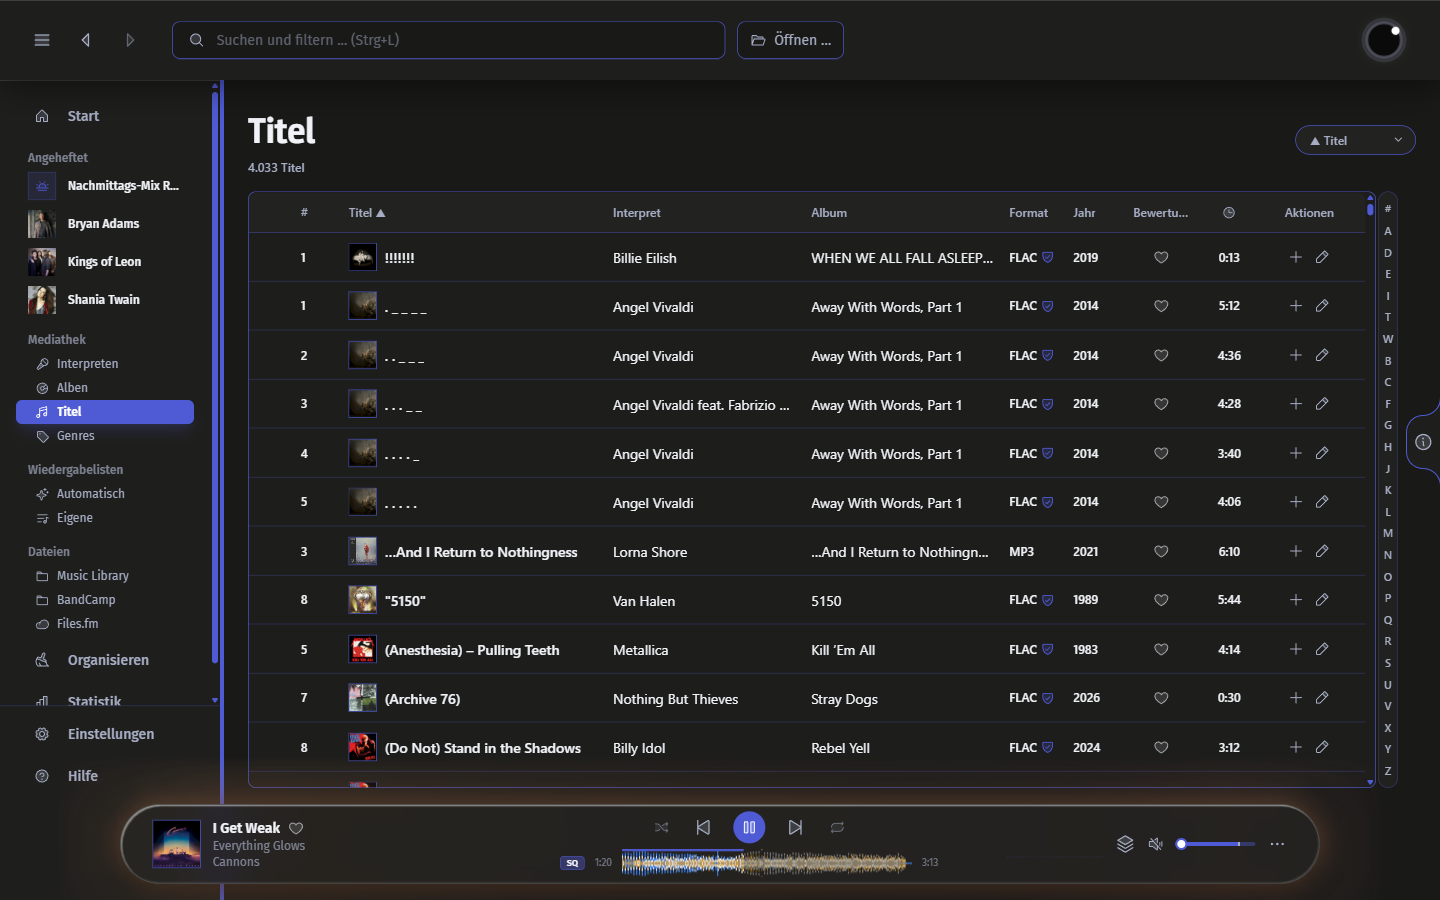 Suchen und filtern ... (Strg+L)
Öffnen ...
Start
Angeheftet
Nachmittags-Mix R...
Bryan Adams
Kings of Leon
Shania Twain
Mediathek
Interpreten
Alben
Titel
Genres
Wiedergabelisten
Automatisch
Eigene
Dateien
Music Library
BandCamp
Files.fm
Organisieren
Statistik
Einstellungen
Hilfe
Titel
4.033 Titel
▲ Titel
# Titel ▲ Interpret Album Format Jahr Bewertu... Aktionen
1 !!!!!!! Billie Eilish WHEN WE ALL FALL ASLEEP... FLAC 2019 0:13
1 . _ _ _ _ Angel Vivaldi Away With Words, Part 1 FLAC 2014 5:12
2 . . _ _ _ Angel Vivaldi Away With Words, Part 1 FLAC 2014 4:36
3 . . . _ _ Angel Vivaldi feat. Fabrizio ... Away With Words, Part 1 FLAC 2014 4:28
4 . . . . _ Angel Vivaldi Away With Words, Part 1 FLAC 2014 3:40
5 . . . . . Angel Vivaldi Away With Words, Part 1 FLAC 2014 4:06
3 ...And I Return to Nothingness Lorna Shore ...And I Return to Nothingn... MP3 2021 6:10
8 "5150" Van Halen 5150 FLAC 1989 5:44
5 (Anesthesia) – Pulling Teeth Metallica Kill 'Em All FLAC 1983 4:14
7 (Archive 76) Nothing But Thieves Stray Dogs FLAC 2026 0:30
8 (Do Not) Stand in the Shadows Billy Idol Rebel Yell FLAC 2024 3:12
#
A
D
E
I
T
W
B
C
F
G
H
J
K
L
M
N
O
P
Q
R
S
U
V
X
Y
Z
I Get Weak
Everything Glows
Cannons
SQ 1:20 3:13